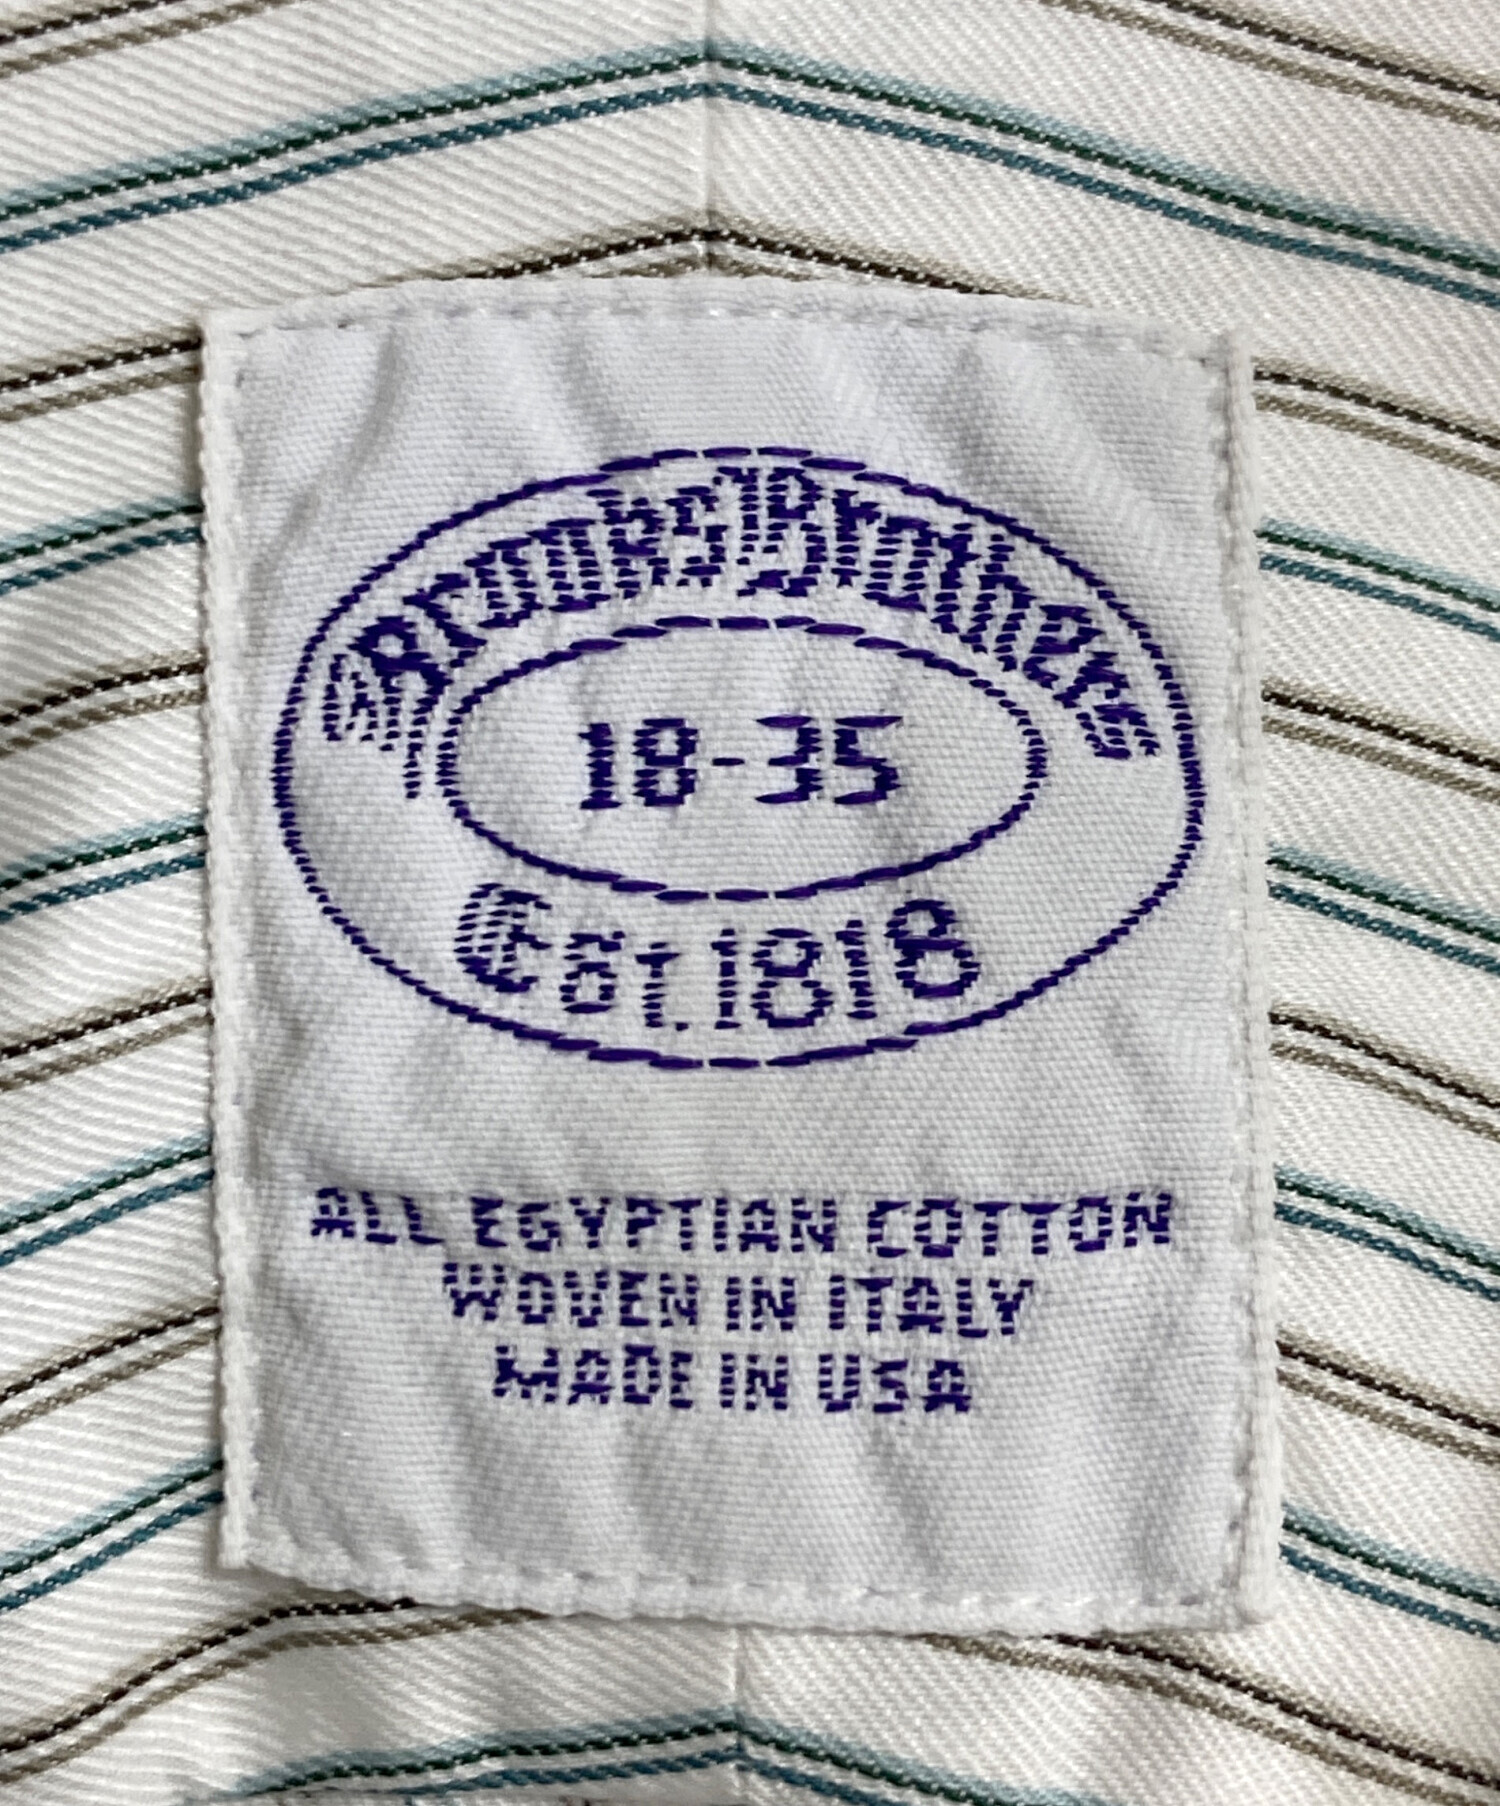 Brooks Brothers
18-35
Est. 1818
ALL EGYPTIAN COTTON
WOVEN IN ITALY
MADE IN USA